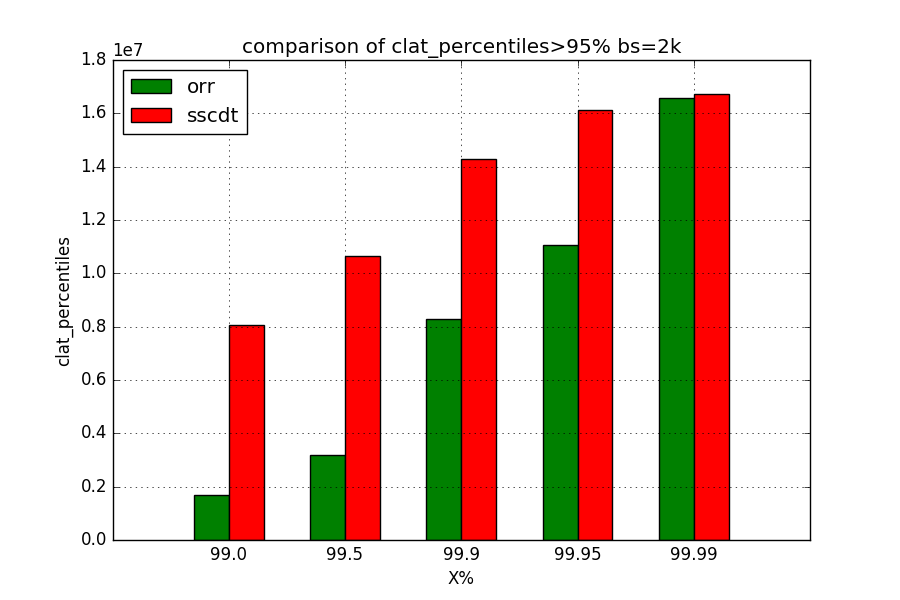 comparison of clat_percentiles>95% bs=2k
1e7
1.8
1.6
1.4
1.2
1.0
0.8
0.6
0.4
0.2
0.0
clat_percentiles
orr
sscdt
99.0 99.5 99.9 99.95 99.99
X%